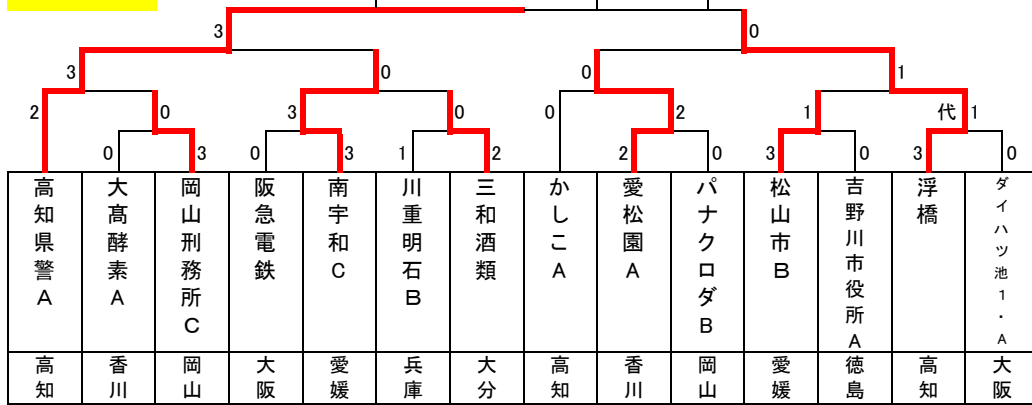 3 0
3 0 0 1
2 0 3 0 0 2 1 代 1
0 3 0 3 1 2 2 0 3 0 3 0
高知県警A
大髙酵素A
岡山刑務所C
阪急電鉄
南宇和C
川重明石B
三和酒類
かしこA
愛松園A
パナクロダB
松山市B
吉野川市役所A
浮橋
ダイハツ池1・A
高知
香川
岡山
大阪
愛媛
兵庫
大分
高知
香川
岡山
愛媛
徳島
高知
大阪